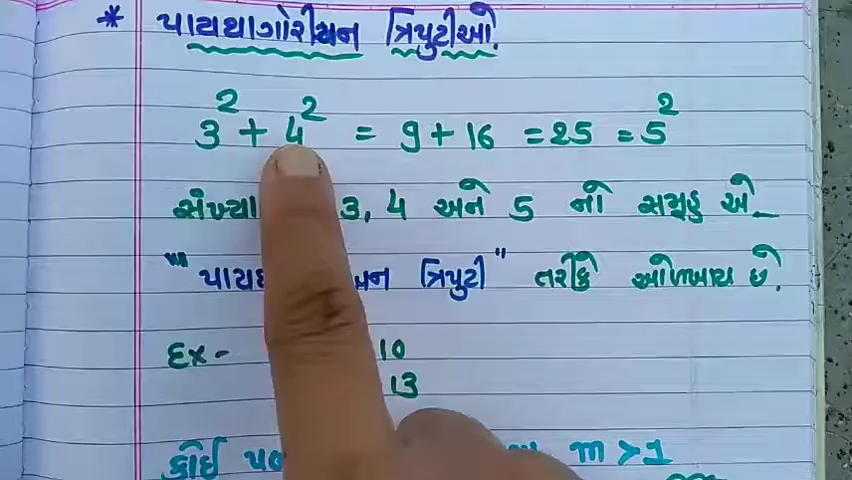 * પાયથાગોરીયન ત્રિપુટીઓ.
3² + 4² = 9 + 16 = 25 = 5²
સંખ્યા 3, 4 અને 5 નો સમૂહ એ
" ત્રિપુટી " તરીકે ઓળખાય છે.
Ex- 10
13
કોઈ m > 1